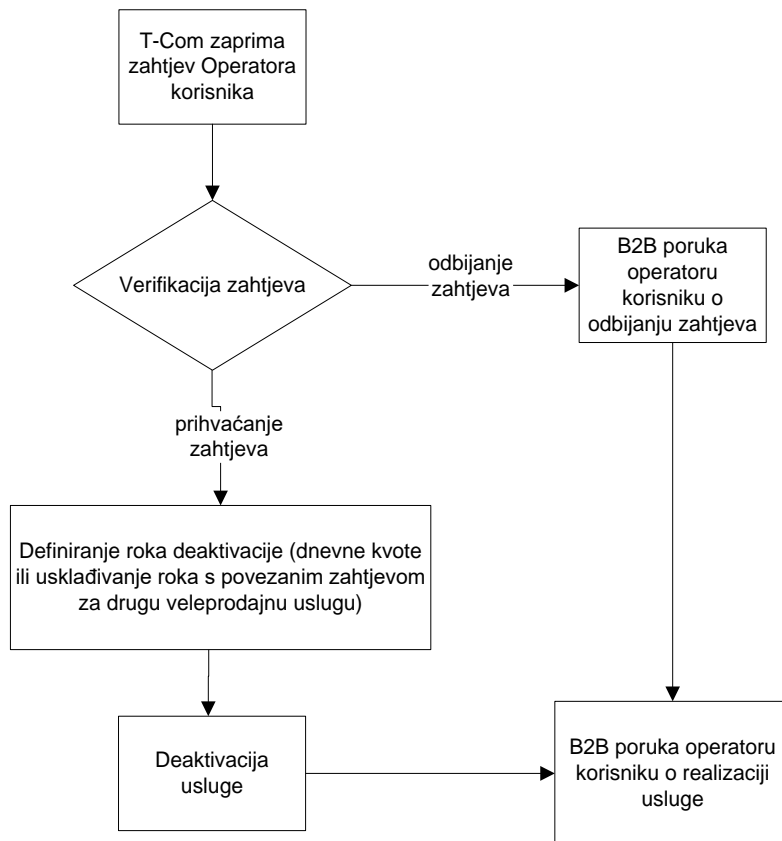 T-Com zaprima
zahtjev Operatora
korisnika
Verifikacija zahtjeva
odbijanje
zahtjeva
B2B poruka
operatoru
korisniku o
odbijanju zahtjeva
prihvaćanje
zahtjeva
Definiranje roka deaktivacije (dnevne kvote
ili usklađivanje roka s povezanim zahtjevom
za drugu veleprodajnu uslugu)
Deaktivacija
usluge
B2B poruka operatoru
korisniku o realizaciji
usluge